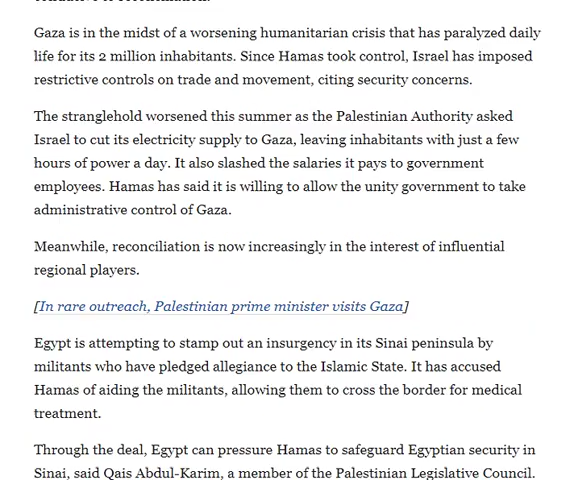 Gaza is in the midst of a worsening humanitarian crisis that has paralyzed daily
life for its 2 million inhabitants. Since Hamas took control, Israel has imposed
restrictive controls on trade and movement, citing security concerns.
The stranglehold worsened this summer as the Palestinian Authority asked
Israel to cut its electricity supply to Gaza, leaving inhabitants with just a few
hours of power a day. It also slashed the salaries it pays to government
employees. Hamas has said it is willing to allow the unity government to take
administrative control of Gaza.
Meanwhile, reconciliation is now increasingly in the interest of influential
regional players.
[In rare outreach, Palestinian prime minister visits Gaza]
Egypt is attempting to stamp out an insurgency in its Sinai peninsula by
militants who have pledged allegiance to the Islamic State. It has accused
Hamas of aiding the militants, allowing them to cross the border for medical
treatment.
Through the deal, Egypt can pressure Hamas to safeguard Egyptian security in
Sinai, said Qais Abdul-Karim, a member of the Palestinian Legislative Council.